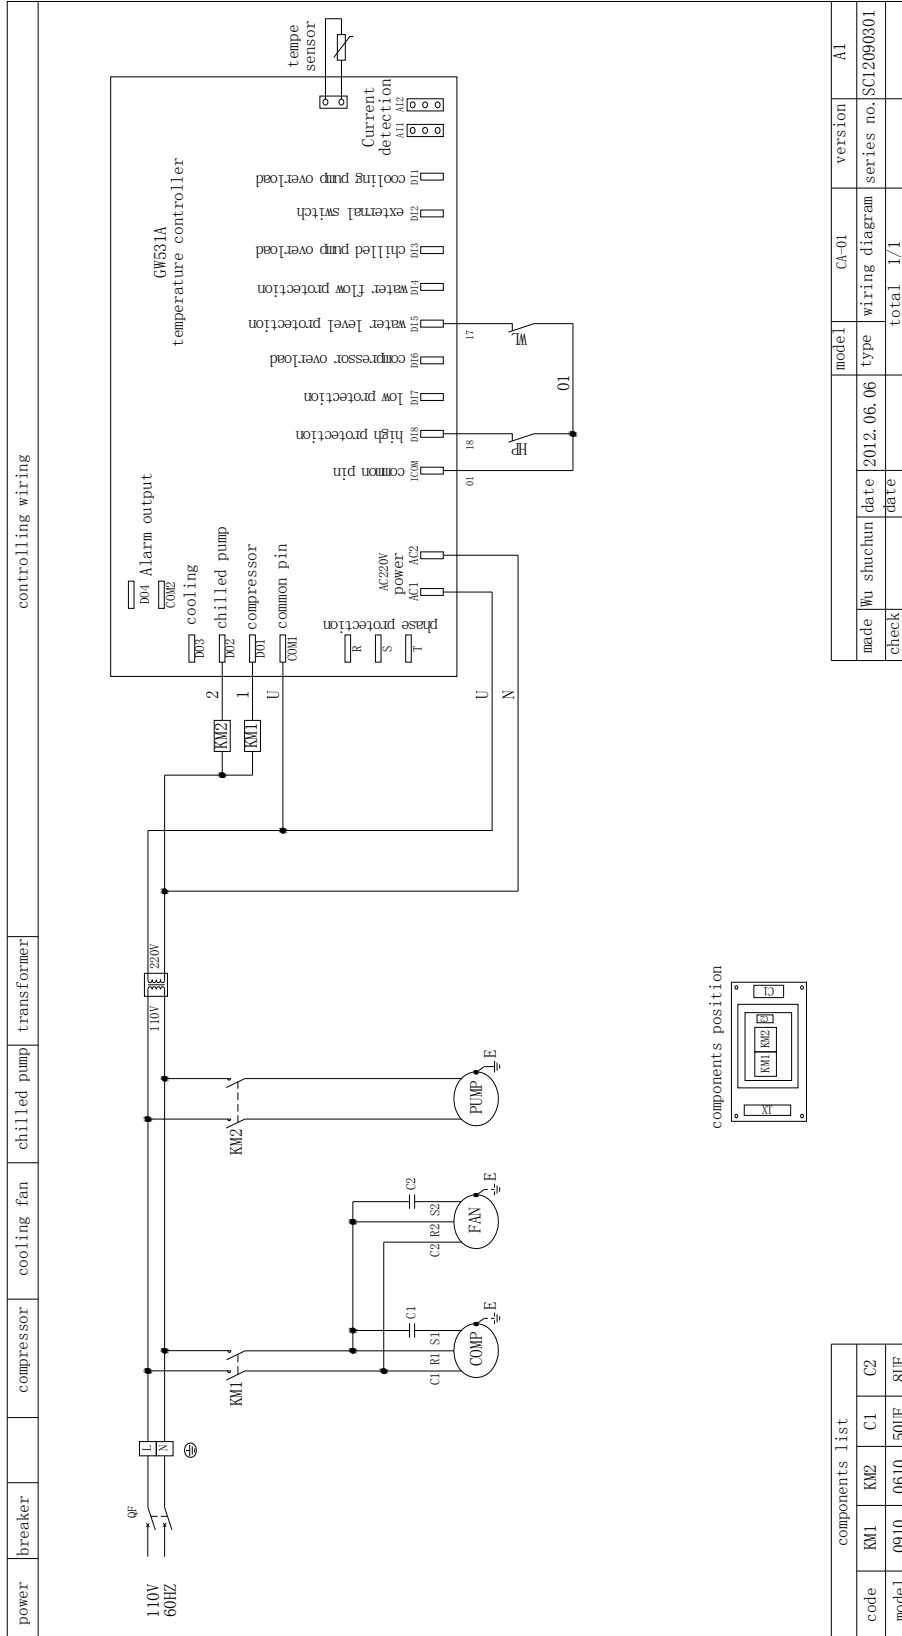 power
breaker
compressor
cooling fan
chilled pump
transformer
controlling wiring
110V
60HZ
QF
L
N
KM1
C1 R1 S1
C1
COMP
E
C2 R2 S2
C2
FAN
E
KM2
PUMP
E
110V
220V
KM2
KM1
2
1
U
U
N
GW531A
temperature controller
DO4 Alarm output
COM2
DO3 cooling
DO2 chilled pump
DO1 compressor
COM1 common pin
R
S
T
phase protection
AC220V
power
AC1
AC2
ICOM common pin
DI8 high protection
DI7 low protection
DI6 compressor overload
DI5 water level protection
DI4 water flow protection
DI3 chilled pump overload
DI2 external switch
DI1 cooling pump overload
Current
detection
AI1
AI2
tempe
sensor
01
18
17
HP
WL
01
components position
XT
KM1
KM2
C2
C1
components list
code KM1 KM2 C1 C2
model 0910 0610 50UF 8UF
model CA-01 version A1
made Wu shuchun date 2012.06.06 type wiring diagram series no. SC12090301
check date total 1/1